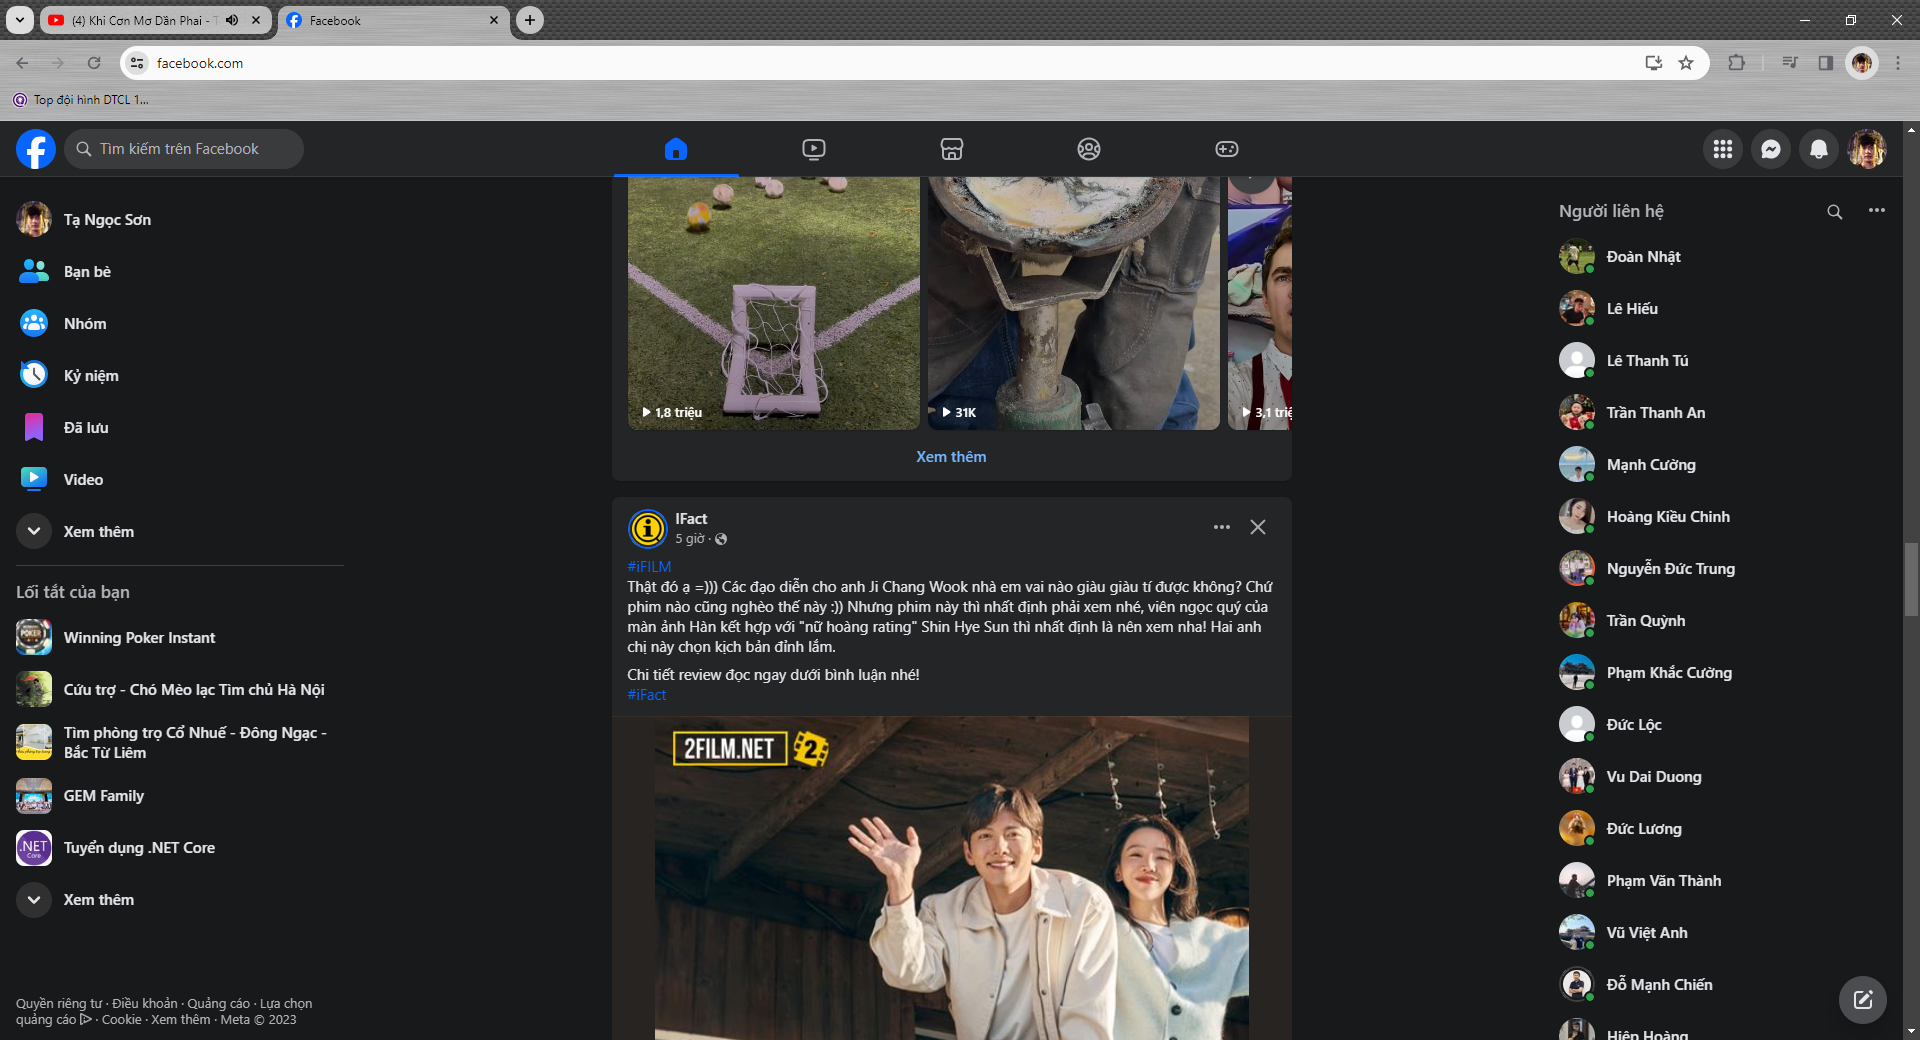 (4) Khi Cơn Mơ Dần Phai - T
Facebook
facebook.com
Top đội hình DTCL 1...
Tìm kiếm trên Facebook
Tạ Ngọc Sơn
Bạn bè
Nhóm
Kỷ niệm
Đã lưu
Video
Xem thêm
Lối tắt của bạn
POKER
Winning Poker Instant
Cứu trợ - Chó Mèo lạc Tìm chủ Hà Nội
Tìm phòng trọ Cổ Nhuế - Đông Ngạc -
Bắc Từ Liêm
GEM Family
.NET
Core
Tuyển dụng .NET Core
Xem thêm
Quyền riêng tư · Điều khoản · Quảng cáo · Lựa chọn
quảng cáo · Cookie · Xem thêm · Meta © 2023
1,8 triệu
31K
3,1 triệ
Xem thêm
IFact
5 giờ ·
#iFILM
Thật đó ạ =))) Các đạo diễn cho anh Ji Chang Wook nhà em vai nào giàu giàu tí được không? Chứ
phim nào cũng nghèo thế này :)) Nhưng phim này thì nhất định phải xem nhé, viên ngọc quý của
màn ảnh Hàn kết hợp với "nữ hoàng rating" Shin Hye Sun thì nhất định là nên xem nha! Hai anh
chị này chọn kịch bản đỉnh lắm.
Chi tiết review đọc ngay dưới bình luận nhé!
#iFact
2FILM.NET 2
Người liên hệ
Đoàn Nhật
Lê Hiếu
Lê Thanh Tú
Trần Thanh An
Mạnh Cường
Hoàng Kiều Chinh
Nguyễn Đức Trung
Trần Quỳnh
Phạm Khắc Cường
Đức Lộc
Vu Dai Duong
Đức Lương
Phạm Văn Thành
Vũ Việt Anh
Đỗ Mạnh Chiến
Hiệp Hoàng